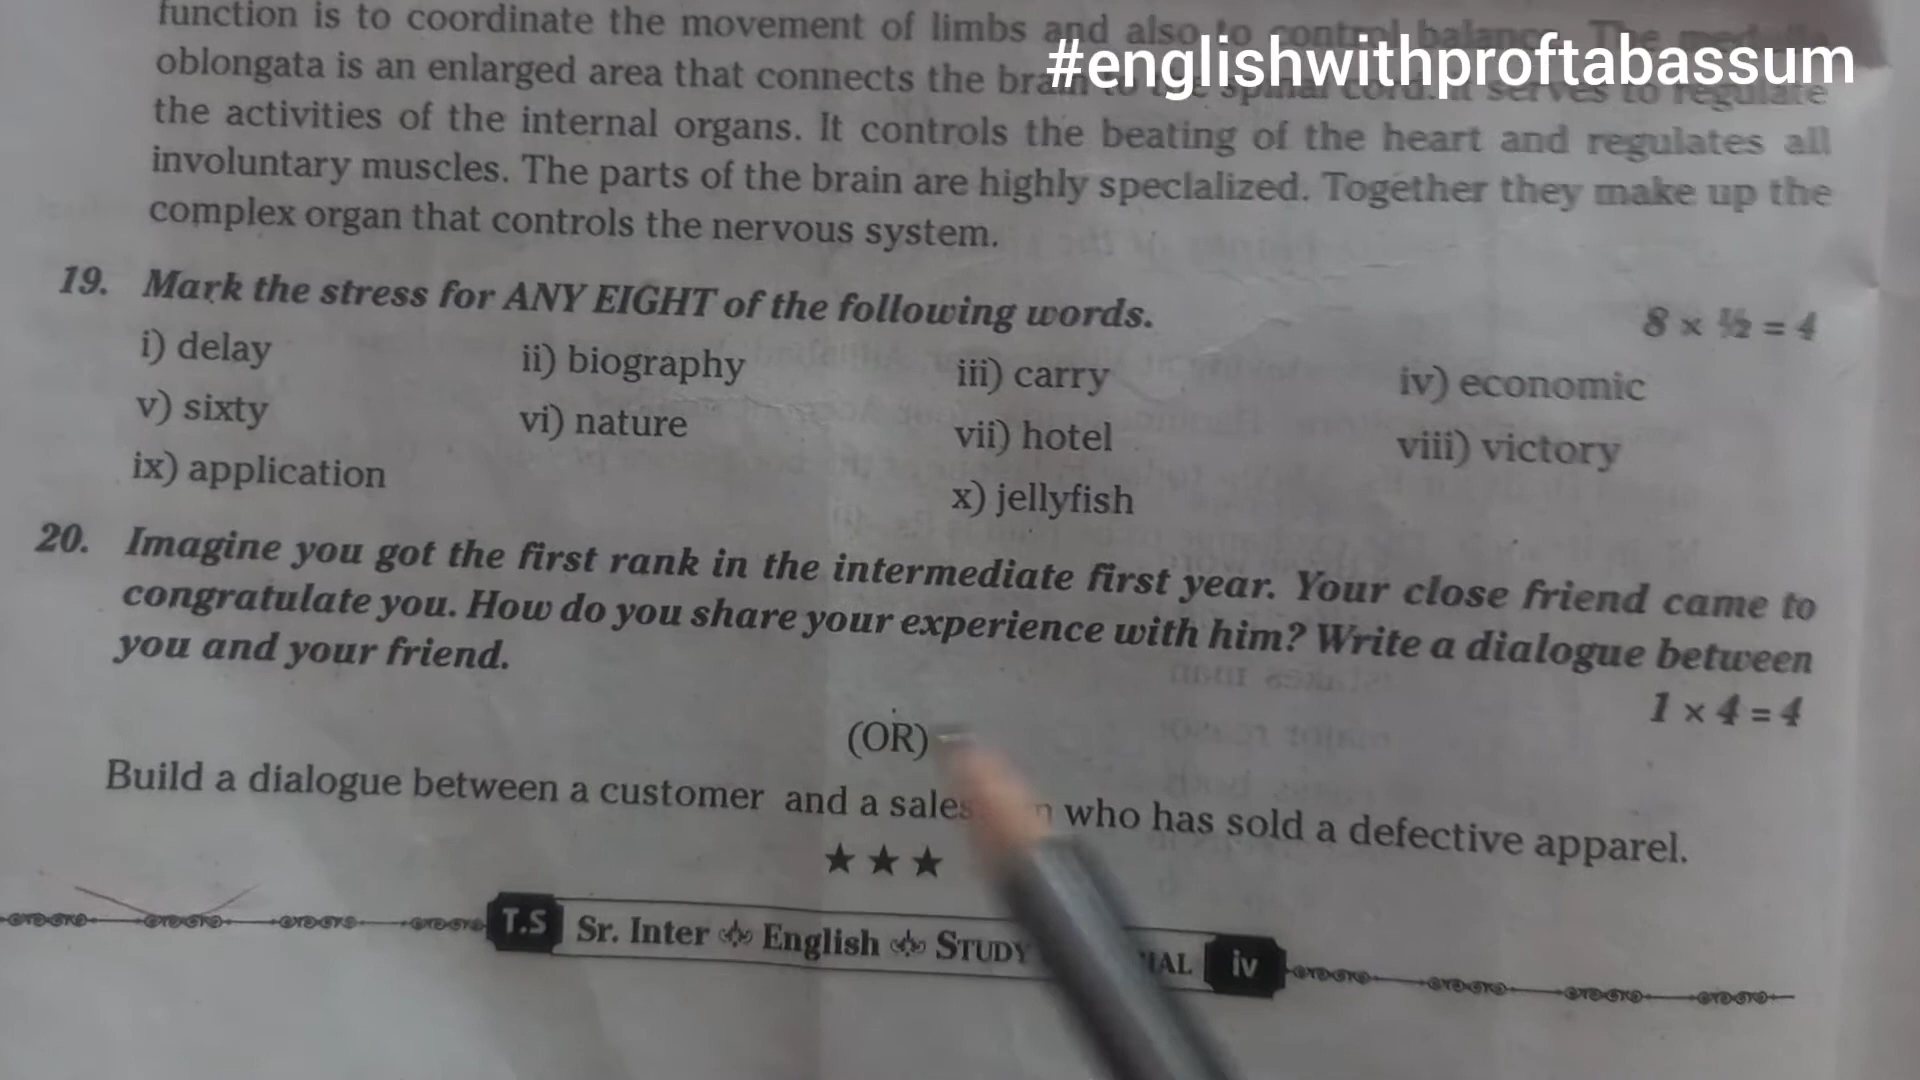 function is to coordinate the movement of limbs and also to control balance. The
#englishwithproftabassum
oblongata is an enlarged area that connects the brain to the spinal cord. It serves to regulate
the activities of the internal organs. It controls the beating of the heart and regulates all
involuntary muscles. The parts of the brain are highly speclalized. Together they make up the
complex organ that controls the nervous system.
19. Mark the stress for ANY EIGHT of the following words. 8 × ½ = 4
i) delay ii) biography iii) carry iv) economic
v) sixty vi) nature vii) hotel viii) victory
ix) application x) jellyfish
20. Imagine you got the first rank in the intermediate first year. Your close friend came to
congratulate you. How do you share your experience with him? Write a dialogue between
you and your friend. 1 × 4 = 4
(OR)
Build a dialogue between a customer and a who has sold a defective apparel.
★ ★ ★
T.S Sr. Inter English STUDY iv